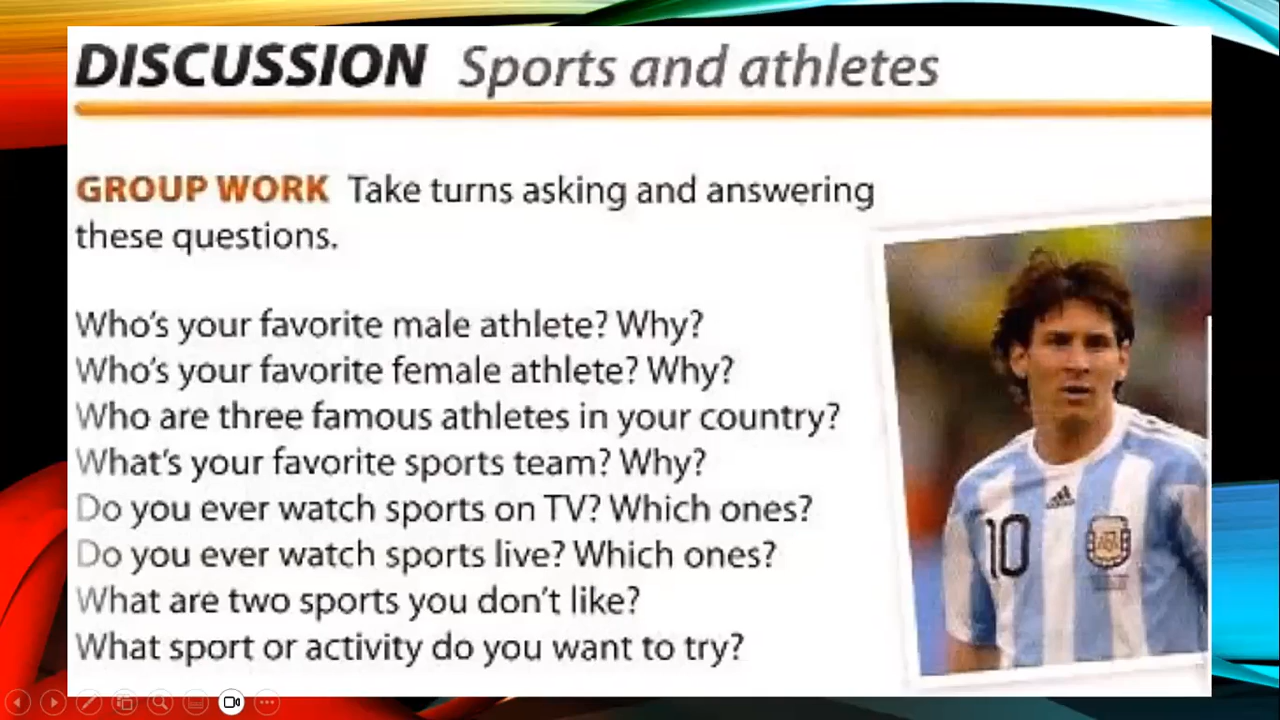 DISCUSSION Sports and athletes
GROUP WORK Take turns asking and answering
these questions.
Who's your favorite male athlete? Why?
Who's your favorite female athlete? Why?
Who are three famous athletes in your country?
What's your favorite sports team? Why?
Do you ever watch sports on TV? Which ones?
Do you ever watch sports live? Which ones?
What are two sports you don't like?
What sport or activity do you want to try?
10